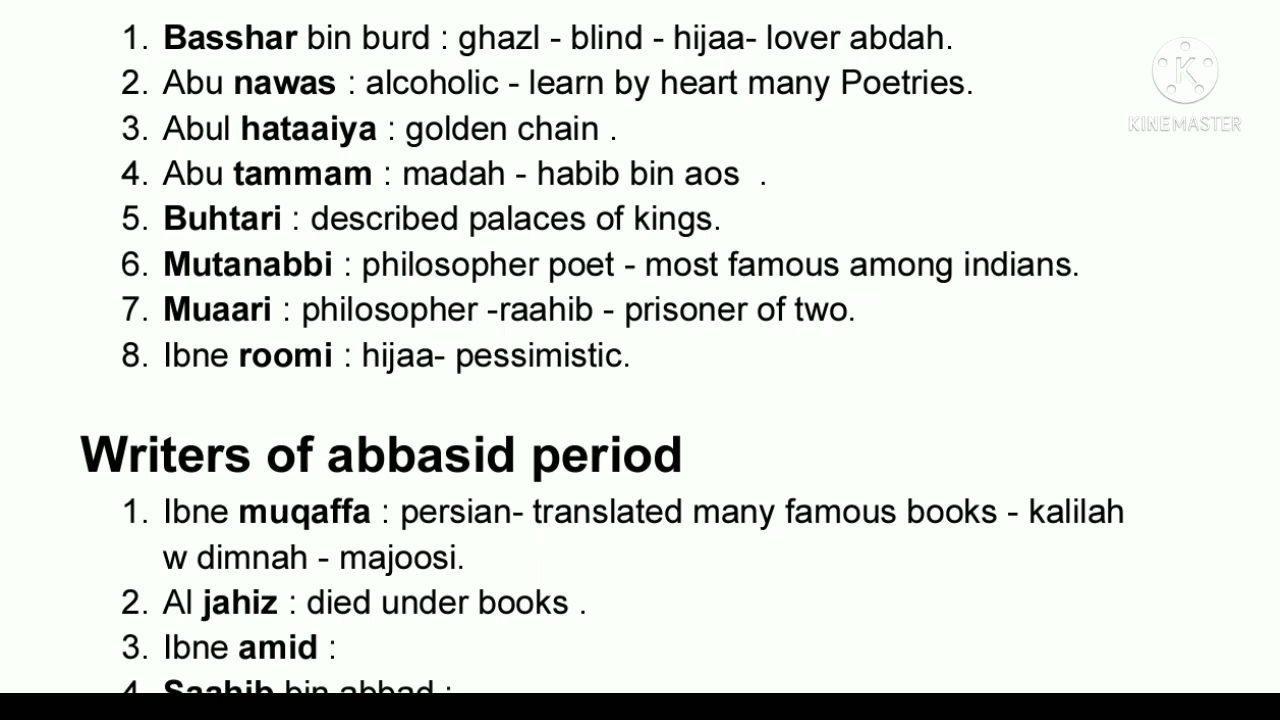 1. Basshar bin burd : ghazl - blind - hijaa- lover abdah.
2. Abu nawas : alcoholic - learn by heart many Poetries.
3. Abul hataaiya : golden chain .
4. Abu tammam : madah - habib bin aos .
5. Buhtari : described palaces of kings.
6. Mutanabbi : philosopher poet - most famous among indians.
7. Muaari : philosopher -raahib - prisoner of two.
8. Ibne roomi : hijaa- pessimistic.
K
KINEMASTER
Writers of abbasid period
1. Ibne muqaffa : persian- translated many famous books - kalilah
w dimnah - majoosi.
2. Al jahiz : died under books .
3. Ibne amid :
4. Saahib bin abbad :